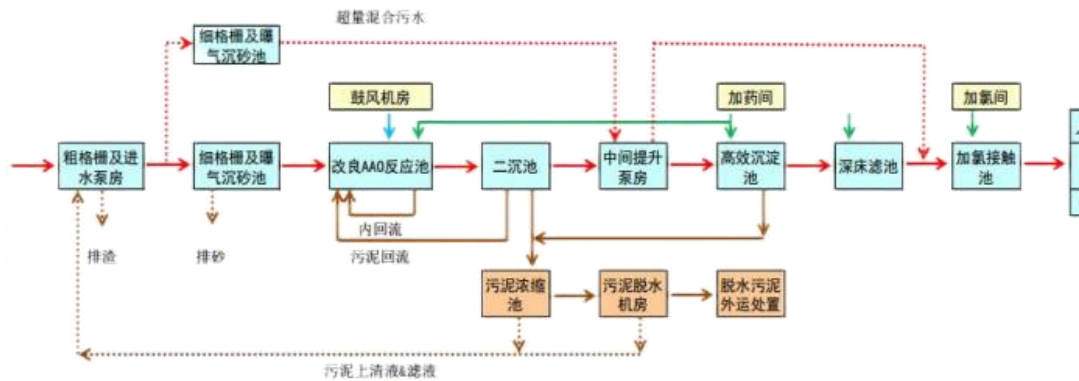 超量混合污水
细格栅及曝
气沉砂池
鼓风机房
加药间
加氯间
粗格栅及进
水泵房
细格栅及曝
气沉砂池
改良AAO反应池
二沉池
中间提升
泵房
高效沉淀
池
深床滤池
加氯接触
池
内回流
污泥回流
排渣
排砂
污泥浓缩
池
污泥脱水
机房
脱水污泥
外运处置
污泥上清液&滤液